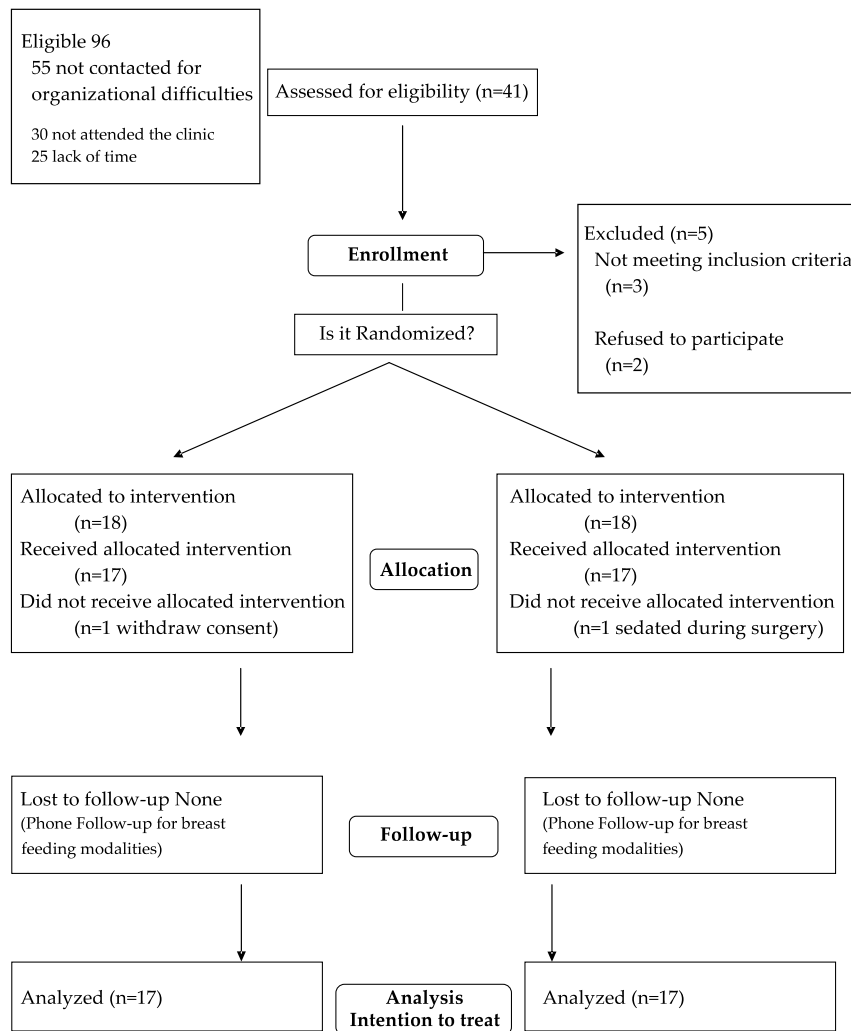 Eligible 96
55 not contacted for
organizational difficulties
30 not attended the clinic
25 lack of time
Assessed for eligibility (n=41)
Enrollment
Excluded (n=5)
Not meeting inclusion criteria
(n=3)
Refused to participate
(n=2)
Is it Randomized?
Allocated to intervention
(n=18)
Received allocated intervention
(n=17)
Did not receive allocated intervention
(n=1 withdraw consent)
Allocation
Allocated to intervention
(n=18)
Received allocated intervention
(n=17)
Did not receive allocated intervention
(n=1 sedated during surgery)
Lost to follow-up None
(Phone Follow-up for breast
feeding modalities)
Follow-up
Lost to follow-up None
(Phone Follow-up for breast
feeding modalities)
Analyzed (n=17)
Analysis
Intention to treat
Analyzed (n=17)